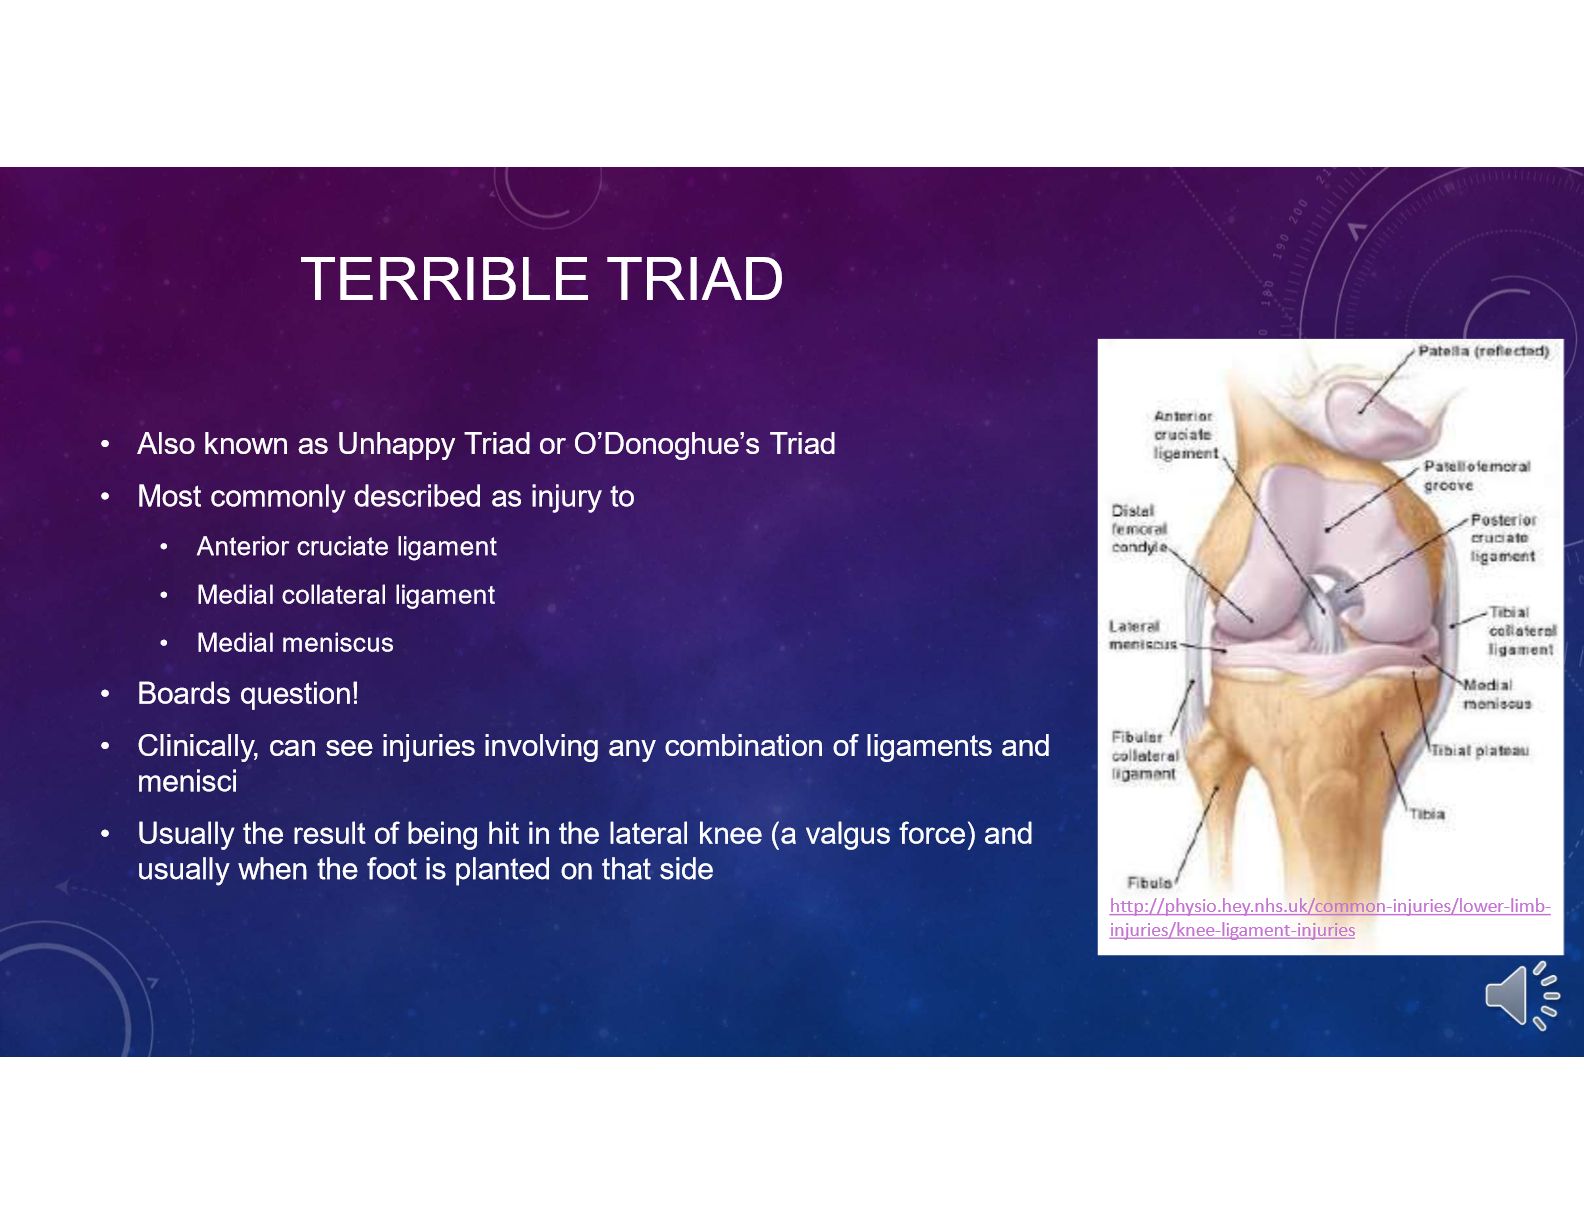 TERRIBLE TRIAD
• Also known as Unhappy Triad or O’Donoghue’s Triad
• Most commonly described as injury to
• Anterior cruciate ligament
• Medial collateral ligament
• Medial meniscus
• Boards question!
• Clinically, can see injuries involving any combination of ligaments and
menisci
• Usually the result of being hit in the lateral knee (a valgus force) and
usually when the foot is planted on that side
Patella (reflected)
Anterior
cruciate
ligament
Patellofemoral
groove
Distal
femoral
condyle
Posterior
cruciate
ligament
Lateral
meniscus
Tibial
collateral
ligament
Medial
meniscus
Fibular
collateral
ligament
Tibial plateau
Tibia
Fibula
http://physio.hey.nhs.uk/common-injuries/lower-limb-
injuries/knee-ligament-injuries
180
190
200